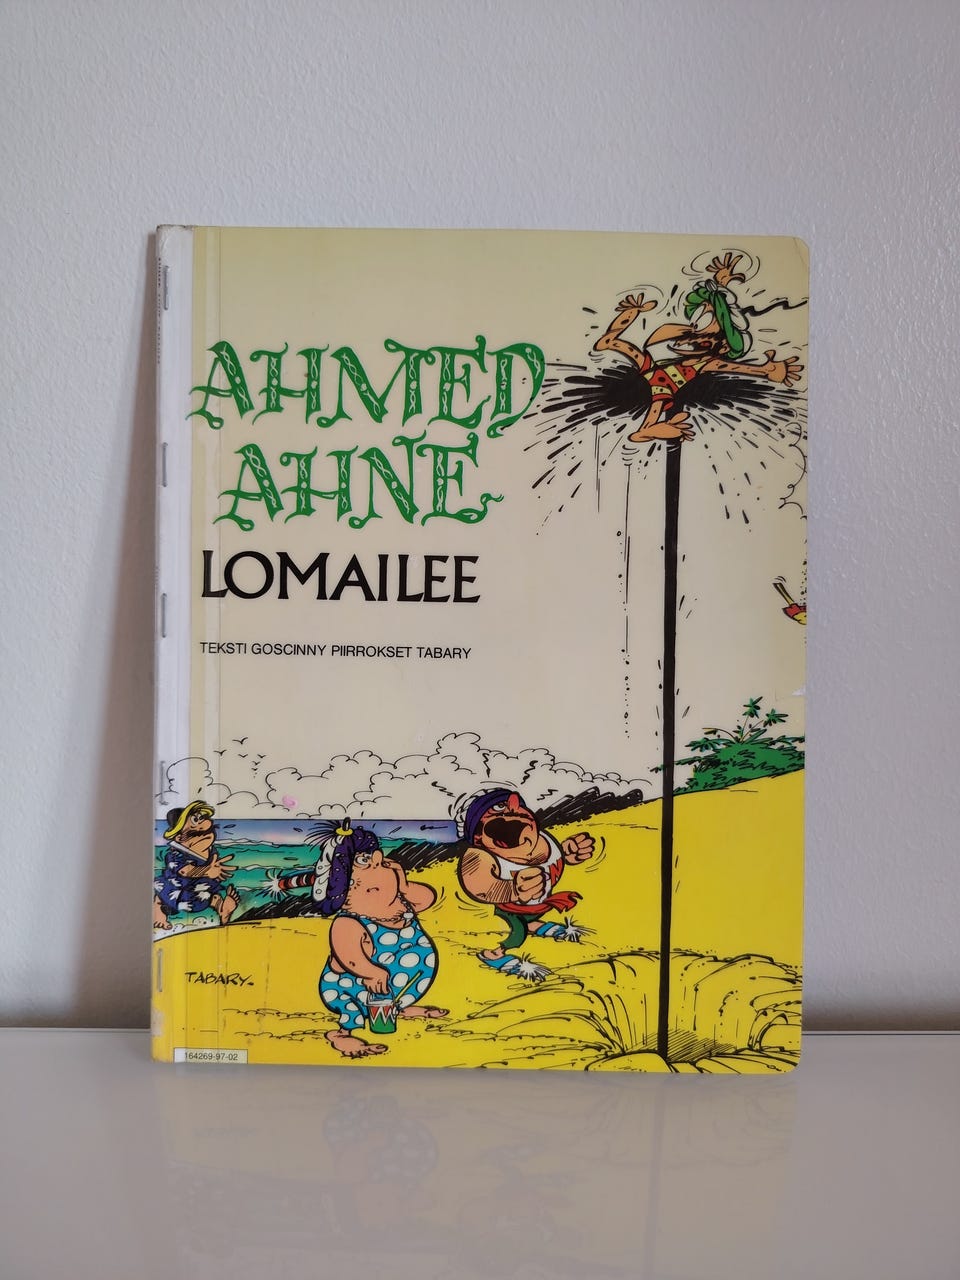 AHMED
AHNE
LOMAILEE
TEKSTI GOSCINNY PIIRROKSET TABARY
TABARY.
164269-97-02